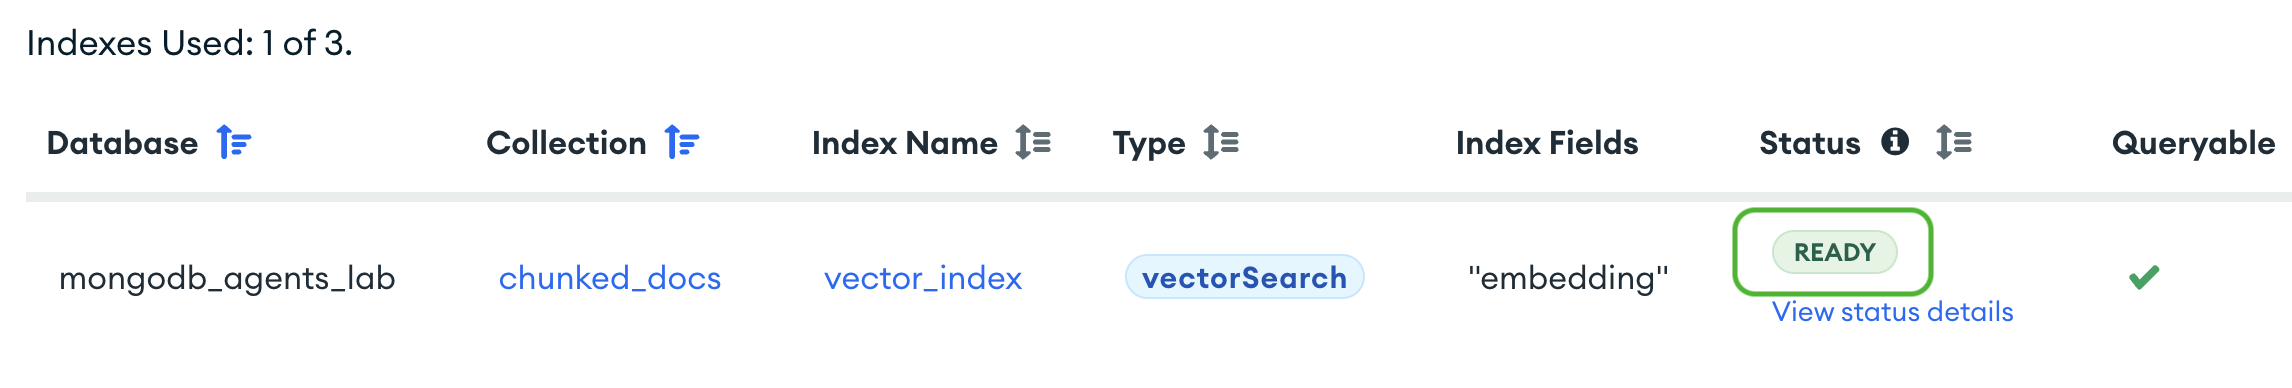 Indexes Used: 1 of 3.
Database Collection Index Name Type Index Fields Status Queryable
mongodb_agents_lab chunked_docs vector_index vectorSearch "embedding" READY
View status details